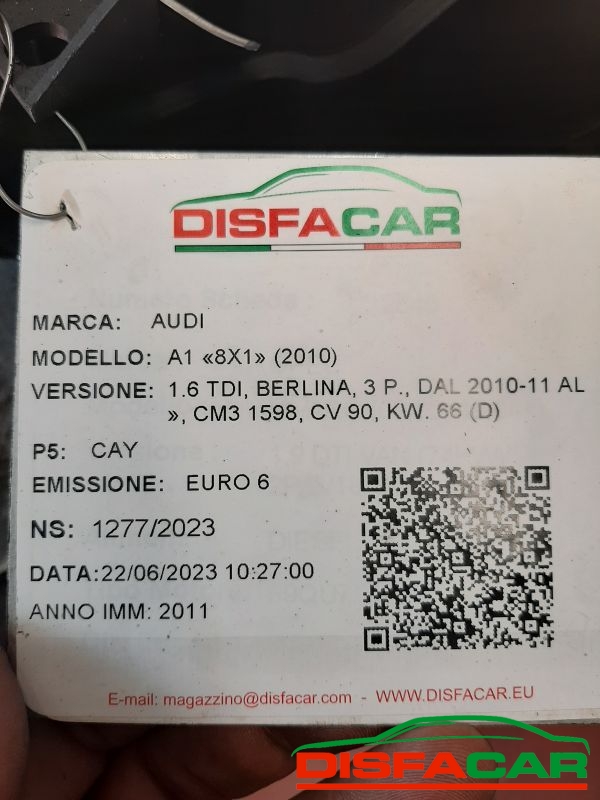 DISFACAR
MARCA: AUDI
MODELLO: A1 «8X1» (2010)
VERSIONE: 1.6 TDI, BERLINA, 3 P., DAL 2010-11 AL
», CM3 1598, CV 90, KW. 66 (D)
P5: CAY
EMISSIONE: EURO 6
NS: 1277/2023
DATA:22/06/2023 10:27:00
ANNO IMM: 2011
E-mail: magazzino@disfacar.com - WWW.DISFACAR.EU
DISFACAR